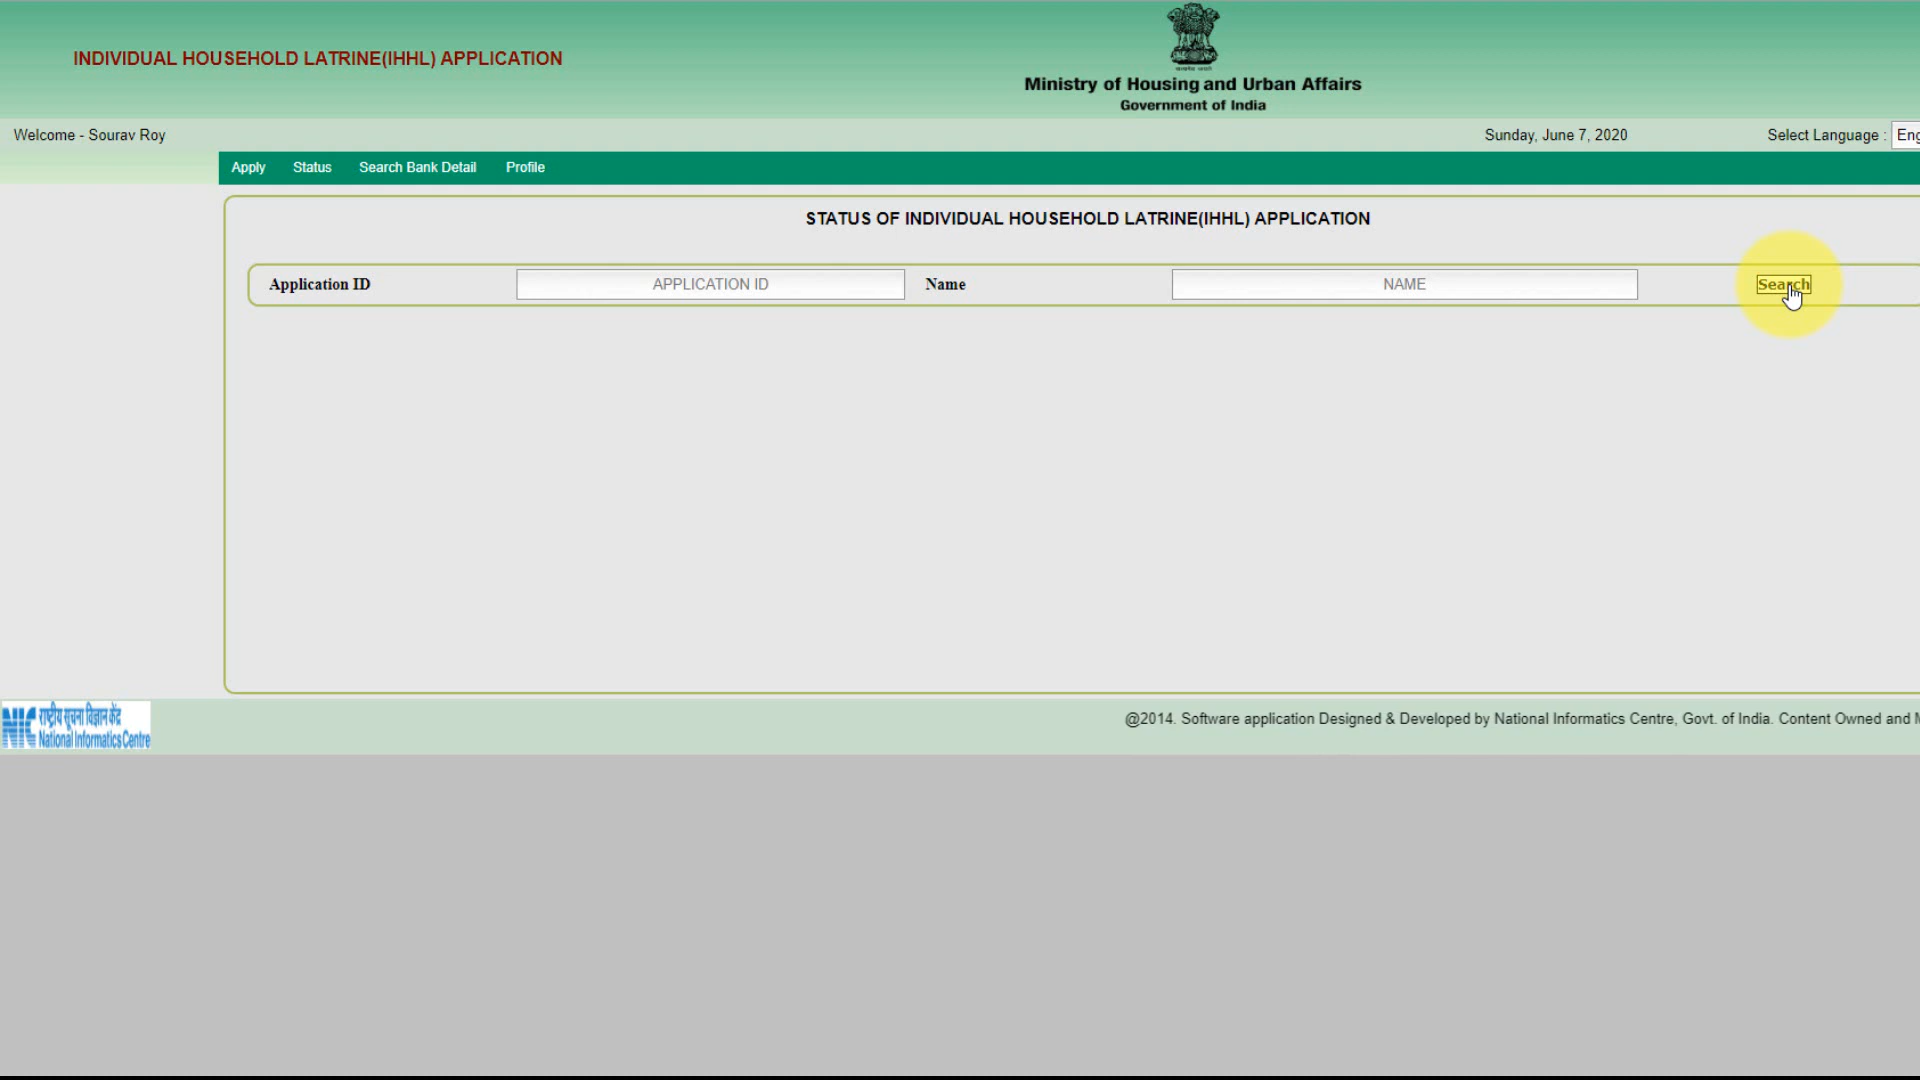 INDIVIDUAL HOUSEHOLD LATRINE(IHHL) APPLICATION
Ministry of Housing and Urban Affairs
Government of India
Welcome - Sourav Roy
Sunday, June 7, 2020
Select Language : Eng
Apply Status Search Bank Detail Profile
STATUS OF INDIVIDUAL HOUSEHOLD LATRINE(IHHL) APPLICATION
Application ID APPLICATION ID Name NAME Search
NIC राष्ट्रीय सूचना विज्ञान केंद्र
National Informatics Centre
@2014. Software application Designed & Developed by National Informatics Centre, Govt. of India. Content Owned and